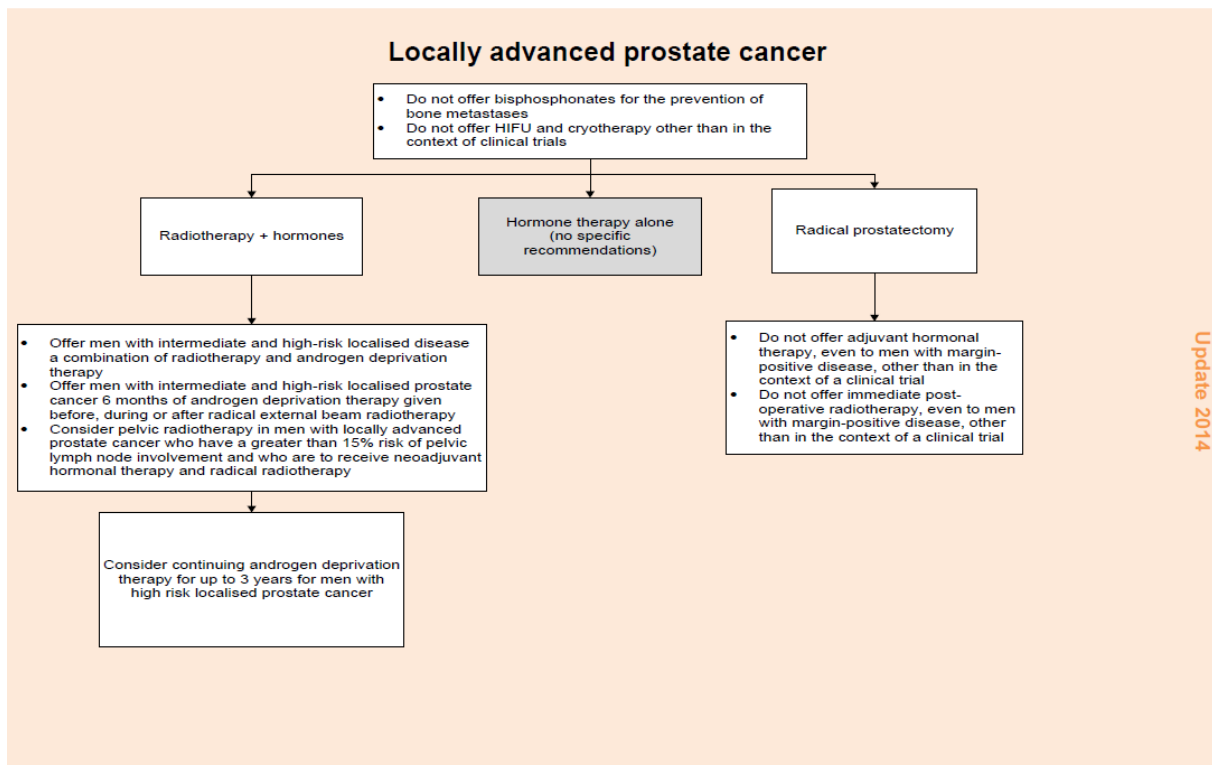 Locally advanced prostate cancer
• Do not offer bisphosphonates for the prevention of
bone metastases
• Do not offer HIFU and cryotherapy other than in the
context of clinical trials
Radiotherapy + hormones
Hormone therapy alone
(no specific
recommendations)
Radical prostatectomy
• Offer men with intermediate and high-risk localised disease
a combination of radiotherapy and androgen deprivation
therapy
• Offer men with intermediate and high-risk localised prostate
cancer 6 months of androgen deprivation therapy given
before, during or after radical external beam radiotherapy
• Consider pelvic radiotherapy in men with locally advanced
prostate cancer who have a greater than 15% risk of pelvic
lymph node involvement and who are to receive neoadjuvant
hormonal therapy and radical radiotherapy
• Do not offer adjuvant hormonal
therapy, even to men with margin-
positive disease, other than in the
context of a clinical trial
• Do not offer immediate post-
operative radiotherapy, even to men
with margin-positive disease, other
than in the context of a clinical trial
Consider continuing androgen deprivation
therapy for up to 3 years for men with
high risk localised prostate cancer
Update 2014